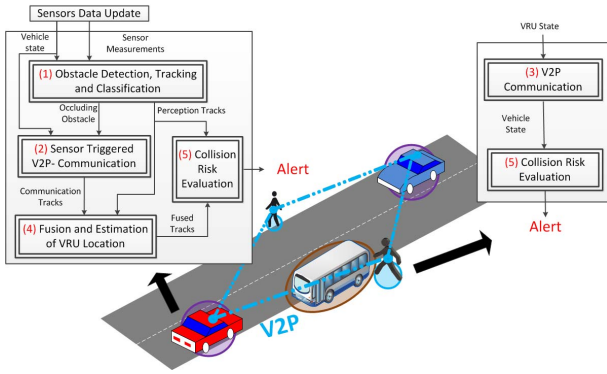 Sensors Data Update
Vehicle
state
Sensor
Measurements
(1) Obstacle Detection, Tracking
and Classification
Occluding
Obstacle
Perception Tracks
(2) Sensor Triggered
V2P- Communication
(5) Collision
Risk
Evaluation
Alert
Communication
Tracks
Fused
Tracks
(4) Fusion and Estimation
of VRU Location
V2P
VRU State
(3) V2P
Communication
Vehicle
State
(5) Collision Risk
Evaluation
Alert